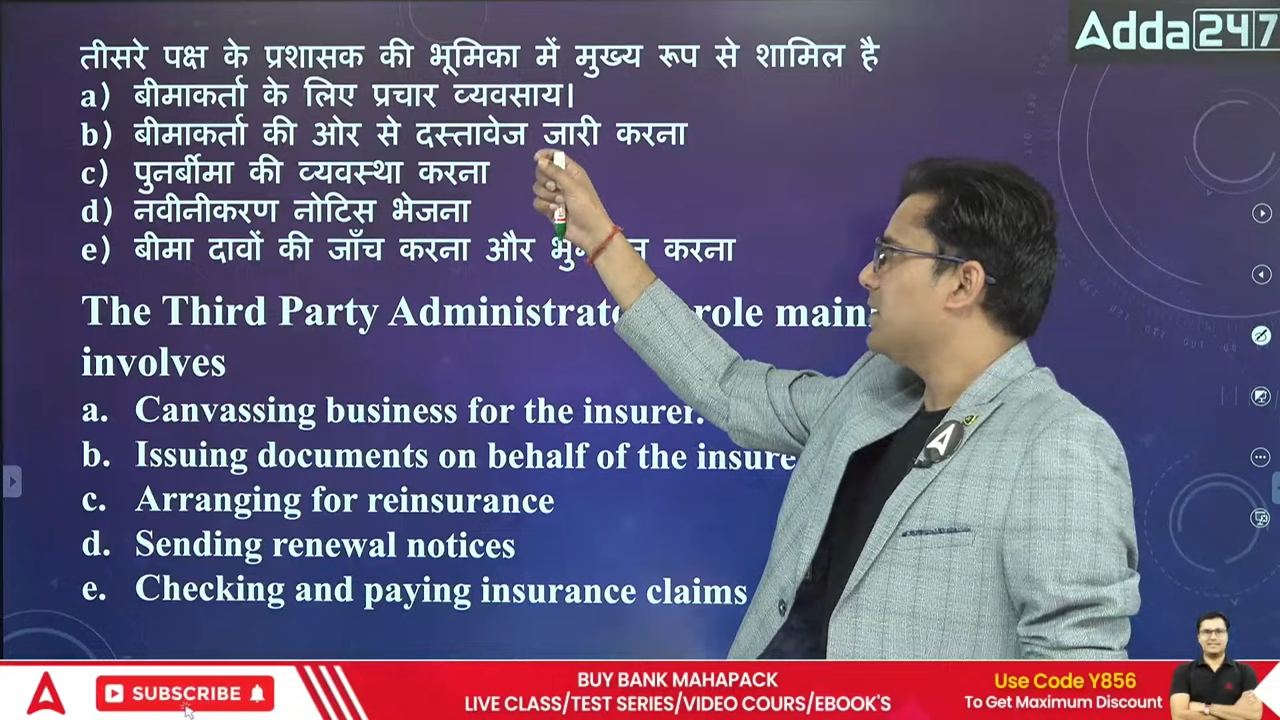 Adda247
तीसरे पक्ष के प्रशासक की भूमिका में मुख्य रूप से शामिल है
a) बीमाकर्ता के लिए प्रचार व्यवसाय।
b) बीमाकर्ता की ओर से दस्तावेज जारी करना
c) पुनर्बीमा की व्यवस्था करना
d) नवीनीकरण नोटिस भेजना
e) बीमा दावों की जाँच करना और करना
The Third Party role
involves
a. Canvassing business for the insurer.
b. Issuing documents on behalf of the
c. Arranging for reinsurance
d. Sending renewal notices
e. Checking and paying insurance claims
SUBSCRIBE
BUY BANK MAHAPACK
LIVE CLASS/TEST SERIES/VIDEO COURS/EBOOK'S
Use Code Y856
To Get Maximum Discount